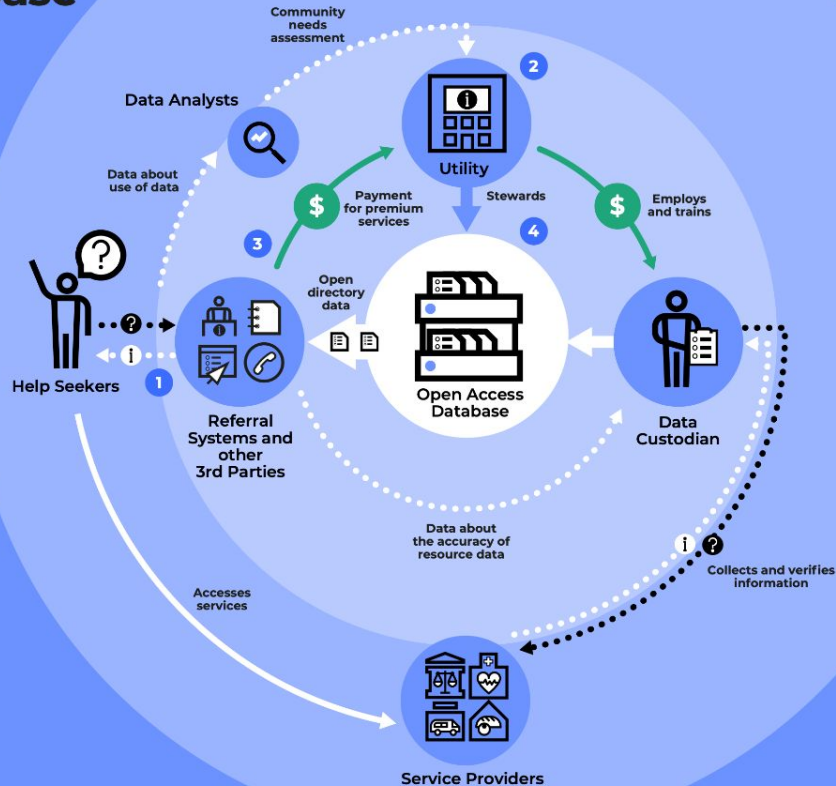 Community
needs
assessment
2
Data Analysts
Utility
Data about
use of data
$
Payment
for premium
services
Stewards
$
Employs
and trains
3
4
?
Open
directory
data
?
i
1
Help Seekers
Open Access
Database
Referral
Systems and
other
3rd Parties
Data
Custodian
Data about
the accuracy of
resource data
i
?
Collects and verifies
information
Accesses
services
Service Providers